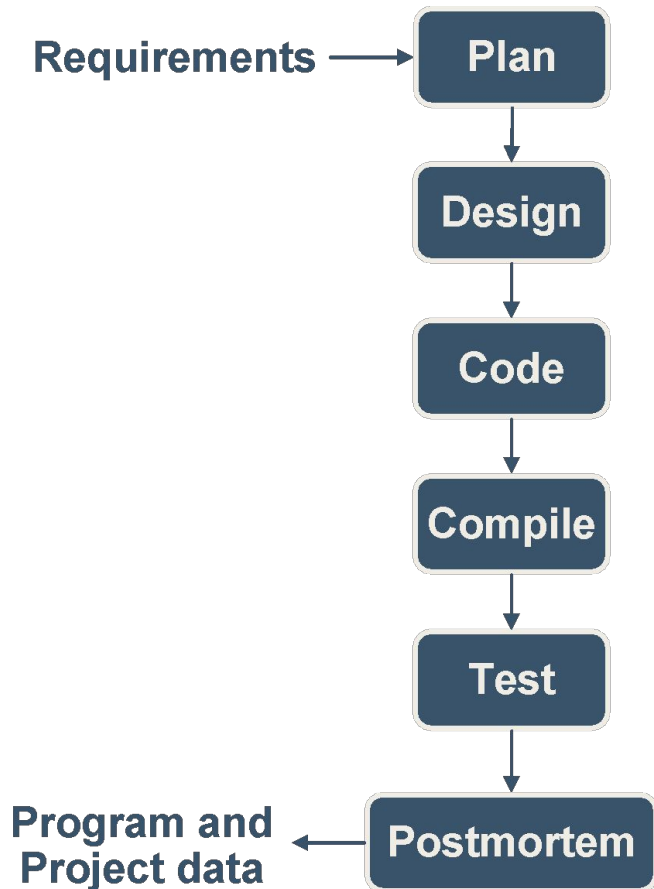 Requirements
Plan
Design
Code
Compile
Test
Postmortem
Program and
Project data